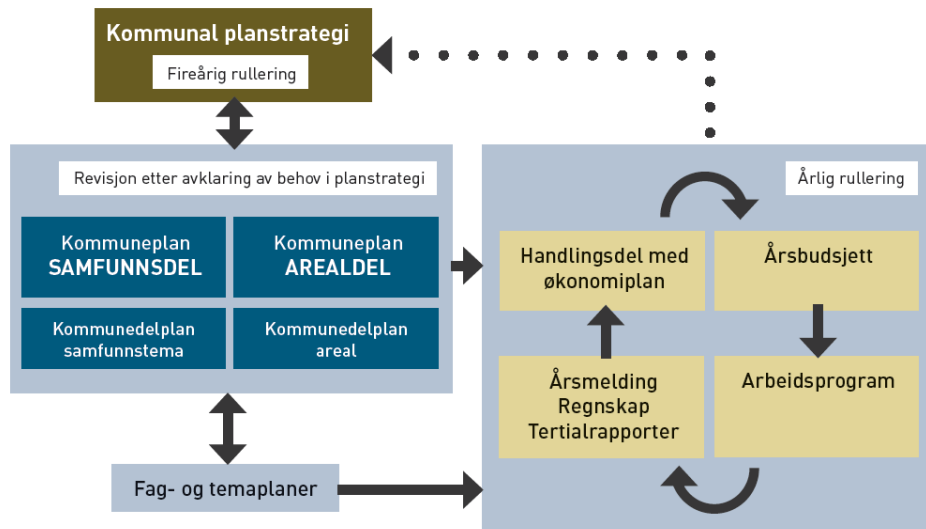 Kommunal planstrategi
Fireårig rullering
Revisjon etter avklaring av behov i planstrategi
Kommuneplan
SAMFUNNSDEL
Kommuneplan
AREALDEL
Kommunedelplan
samfunnstema
Kommunedelplan
areal
Fag- og temaplaner
Årlig rullering
Handlingsdel med
økonomiplan
Årsbudsjett
Årsmelding
Regnskap
Tertialrapporter
Arbeidsprogram